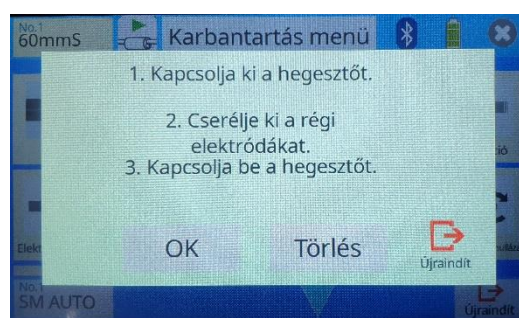 No.1
60mmS
Karbantartás menü
1. Kapcsolja ki a hegesztőt.
2. Cserélje ki a régi
elektródákat.
3. Kapcsolja be a hegesztőt.
OK
Törlés
Újraindít
No.1
SM AUTO
Újraindít